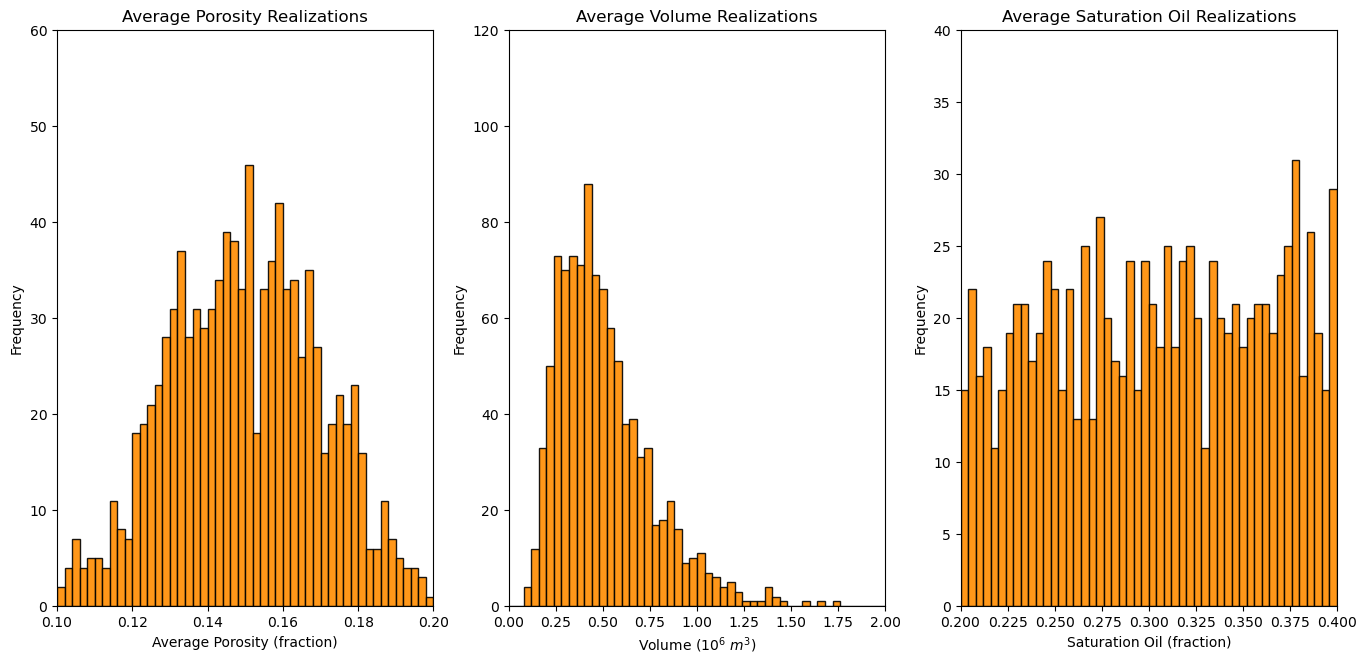 Average Porosity Realizations
60
50
40
30
20
10
0
Frequency
0.10 0.12 0.14 0.16 0.18 0.20
Average Porosity (fraction)
Average Volume Realizations
120
100
80
60
40
20
0
Frequency
0.00 0.25 0.50 0.75 1.00 1.25 1.50 1.75 2.00
Volume (10⁶ m³)
Average Saturation Oil Realizations
40
35
30
25
20
15
10
5
0
Frequency
0.200 0.225 0.250 0.275 0.300 0.325 0.350 0.375 0.400
Saturation Oil (fraction)